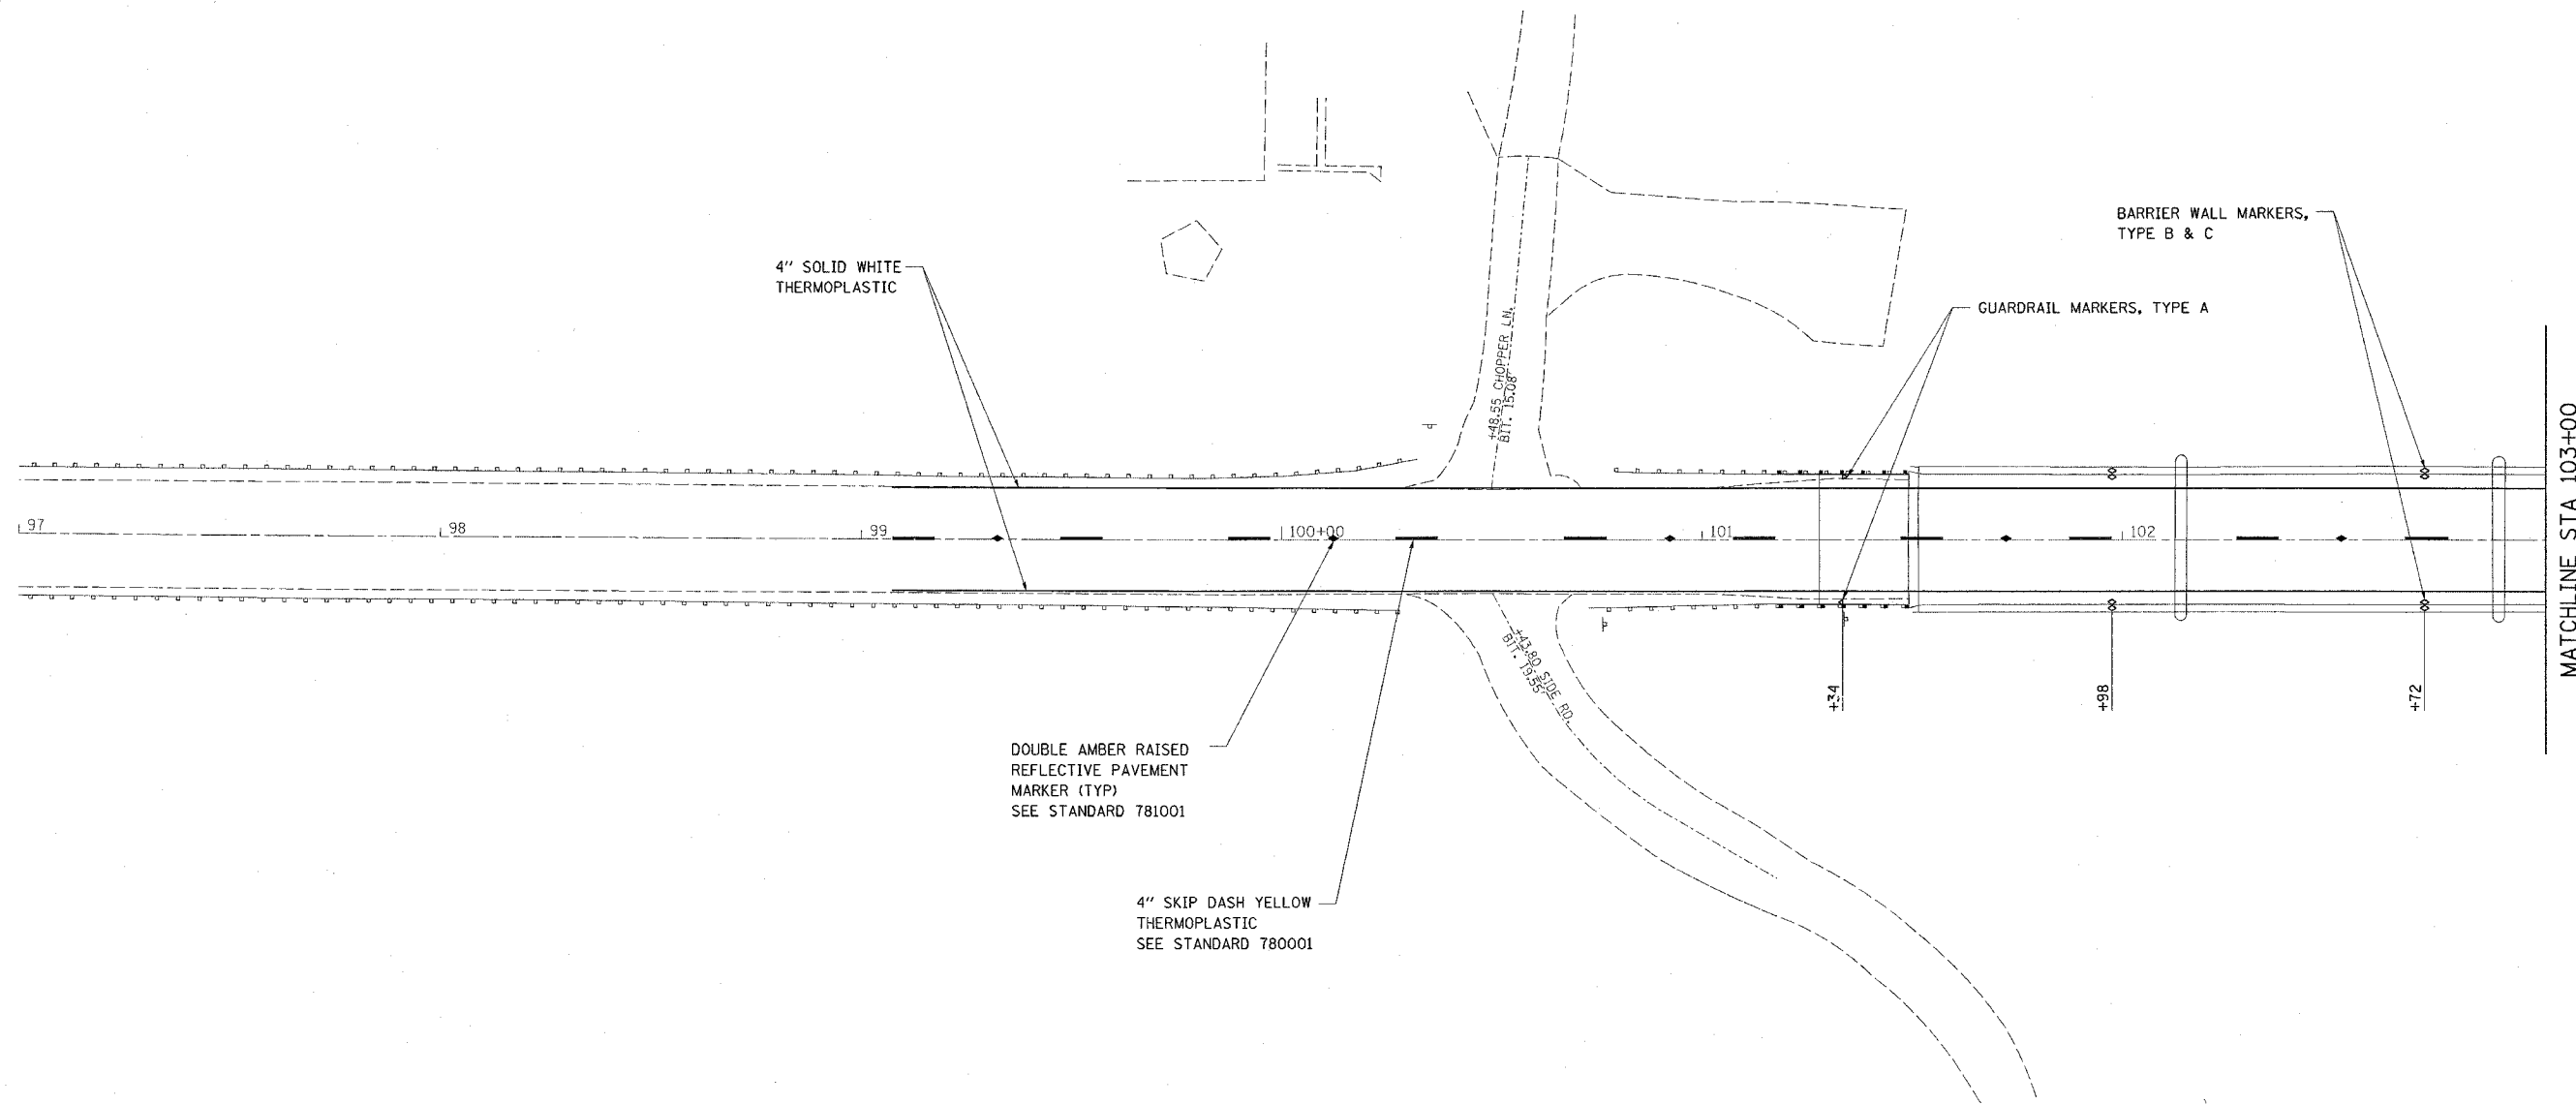 BARRIER WALL MARKERS,
TYPE B & C
4" SOLID WHITE
THERMOPLASTIC
GUARDRAIL MARKERS, TYPE A
+48.55 CHOPPER LN.
BIT. 15.08'
97
98
99
100+00
101
102
MATCHLINE STA 103+00
+43.80 SIDE RD.
BIT. 19.55'
+34
+98
+72
DOUBLE AMBER RAISED
REFLECTIVE PAVEMENT
MARKER (TYP)
SEE STANDARD 781001
4" SKIP DASH YELLOW
THERMOPLASTIC
SEE STANDARD 780001